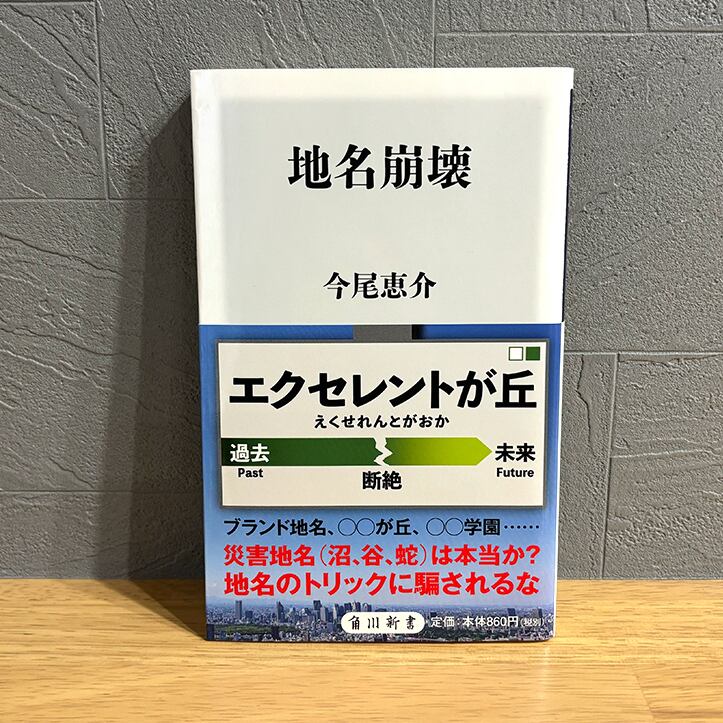 地名崩壊
今尾恵介
エクセレントが丘
えくせれんとがおか
過去 未来
Past Future
断絶
ブランド地名、◯◯が丘、◯◯学園……
災害地名(沼、谷、蛇)は本当か?
地名のトリックに騙されるな
角川新書 定価:本体860円(税別)